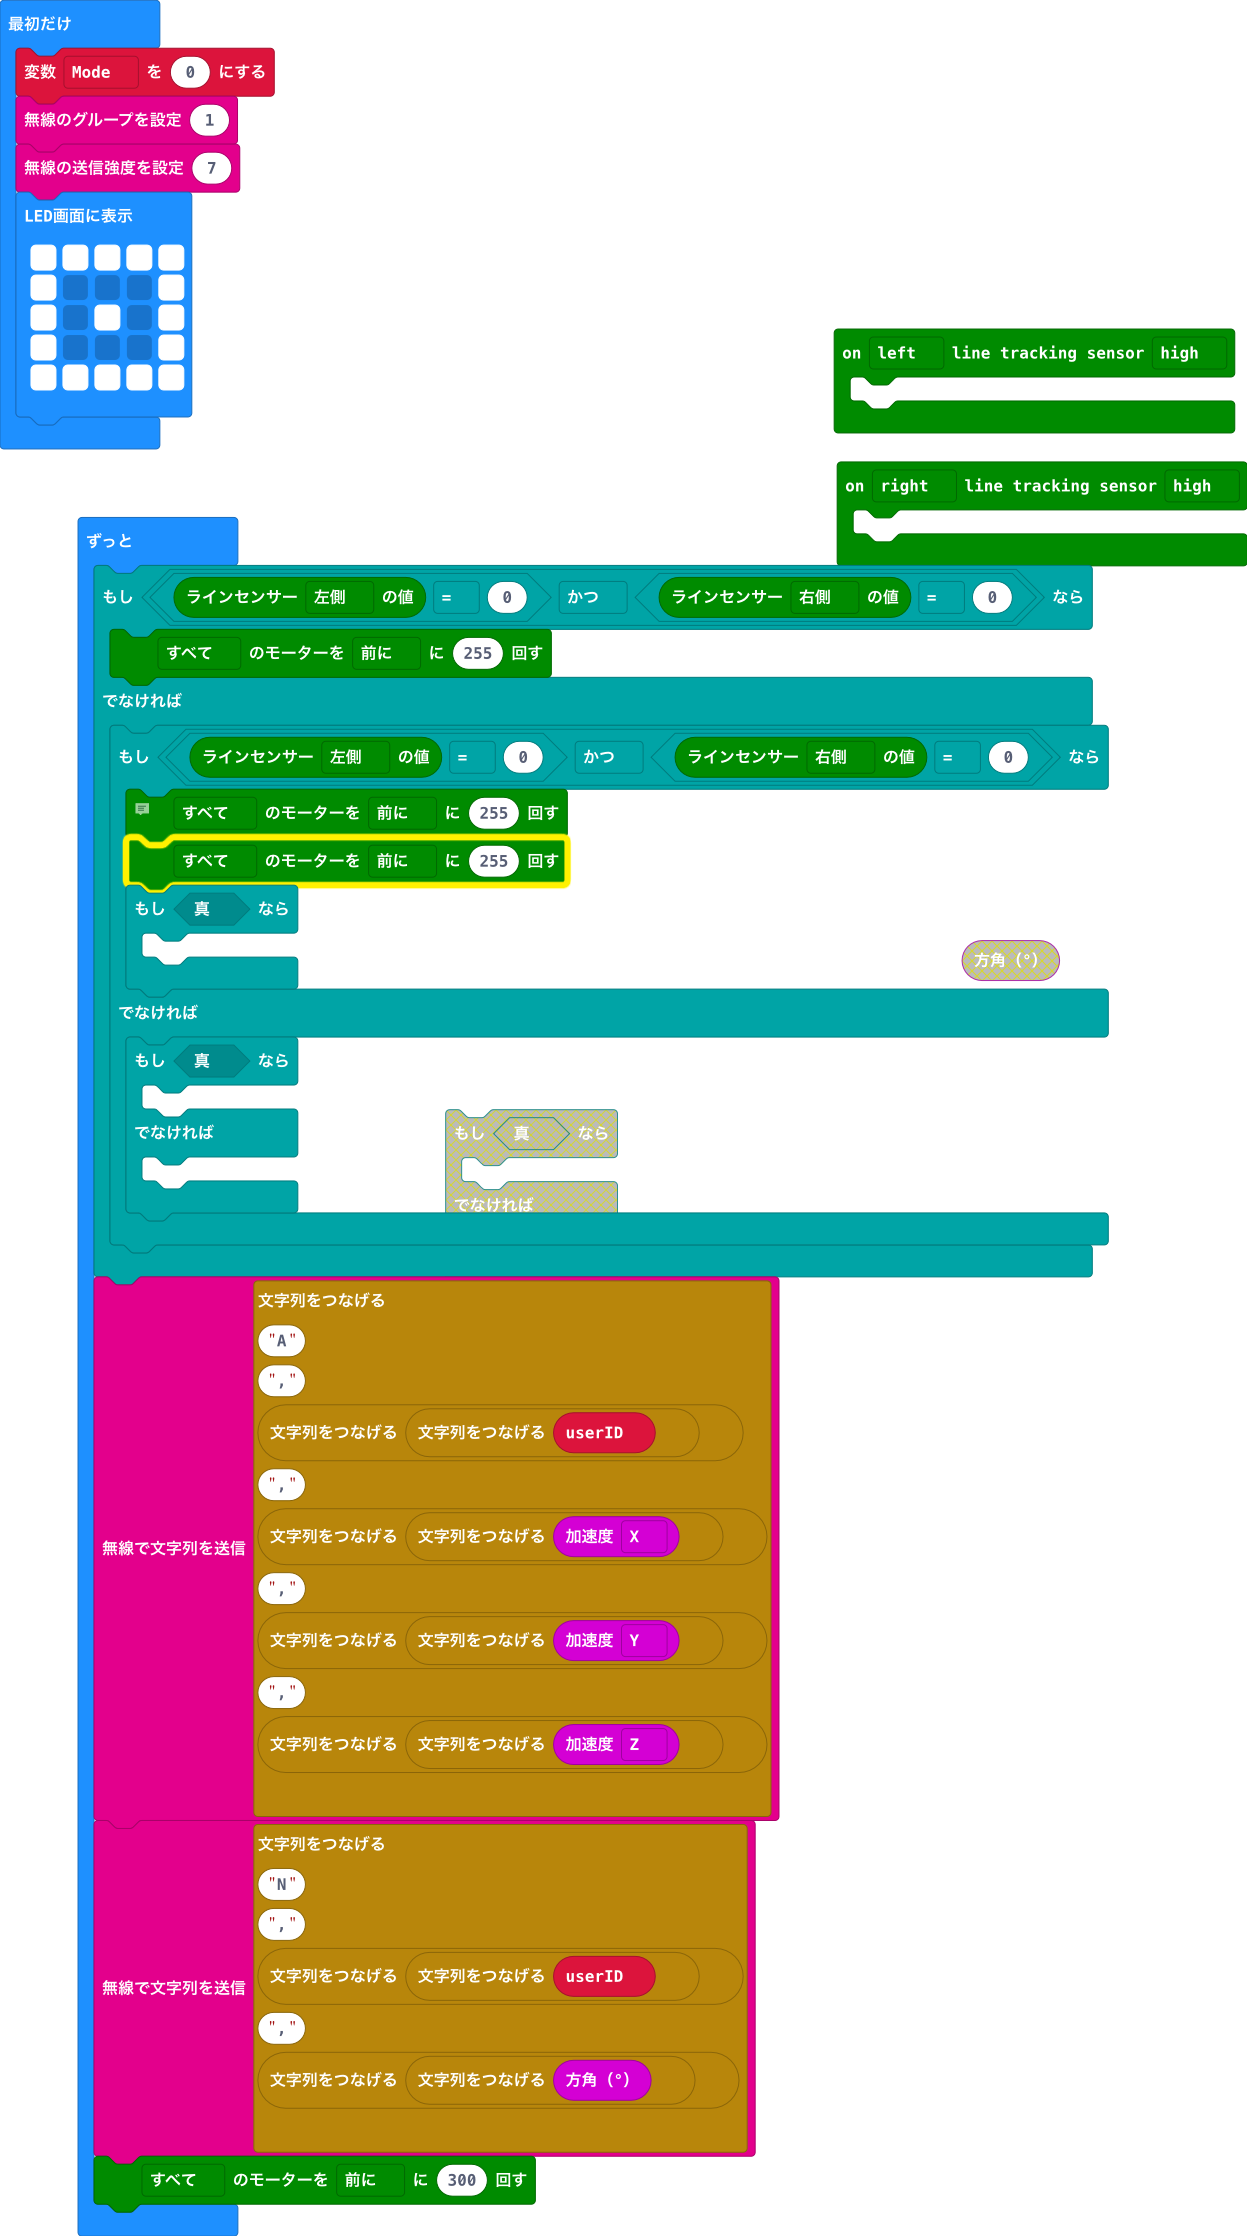 最初だけ
変数 Mode を 0 にする
無線のグループを設定 1
無線の送信強度を設定 7
LED画面に表示
on left line tracking sensor high
on right line tracking sensor high
ずっと
もし ラインセンサー 左側 の値 = 0 かつ ラインセンサー 右側 の値 = 0 なら
すべて のモーターを 前に に 255 回す
でなければ
もし ラインセンサー 左側 の値 = 0 かつ ラインセンサー 右側 の値 = 0 なら
すべて のモーターを 前に に 255 回す
すべて のモーターを 前に に 255 回す
もし 真 なら
方角 (°)
でなければ
もし 真 なら
でなければ
もし 真 なら
でなければ
無線で文字列を送信
文字列をつなげる
"A"
","
文字列をつなげる 文字列をつなげる userID
","
文字列をつなげる 文字列をつなげる 加速度 X
","
文字列をつなげる 文字列をつなげる 加速度 Y
","
文字列をつなげる 文字列をつなげる 加速度 Z
無線で文字列を送信
文字列をつなげる
"N"
","
文字列をつなげる 文字列をつなげる userID
","
文字列をつなげる 文字列をつなげる 方角 (°)
すべて のモーターを 前に に 300 回す